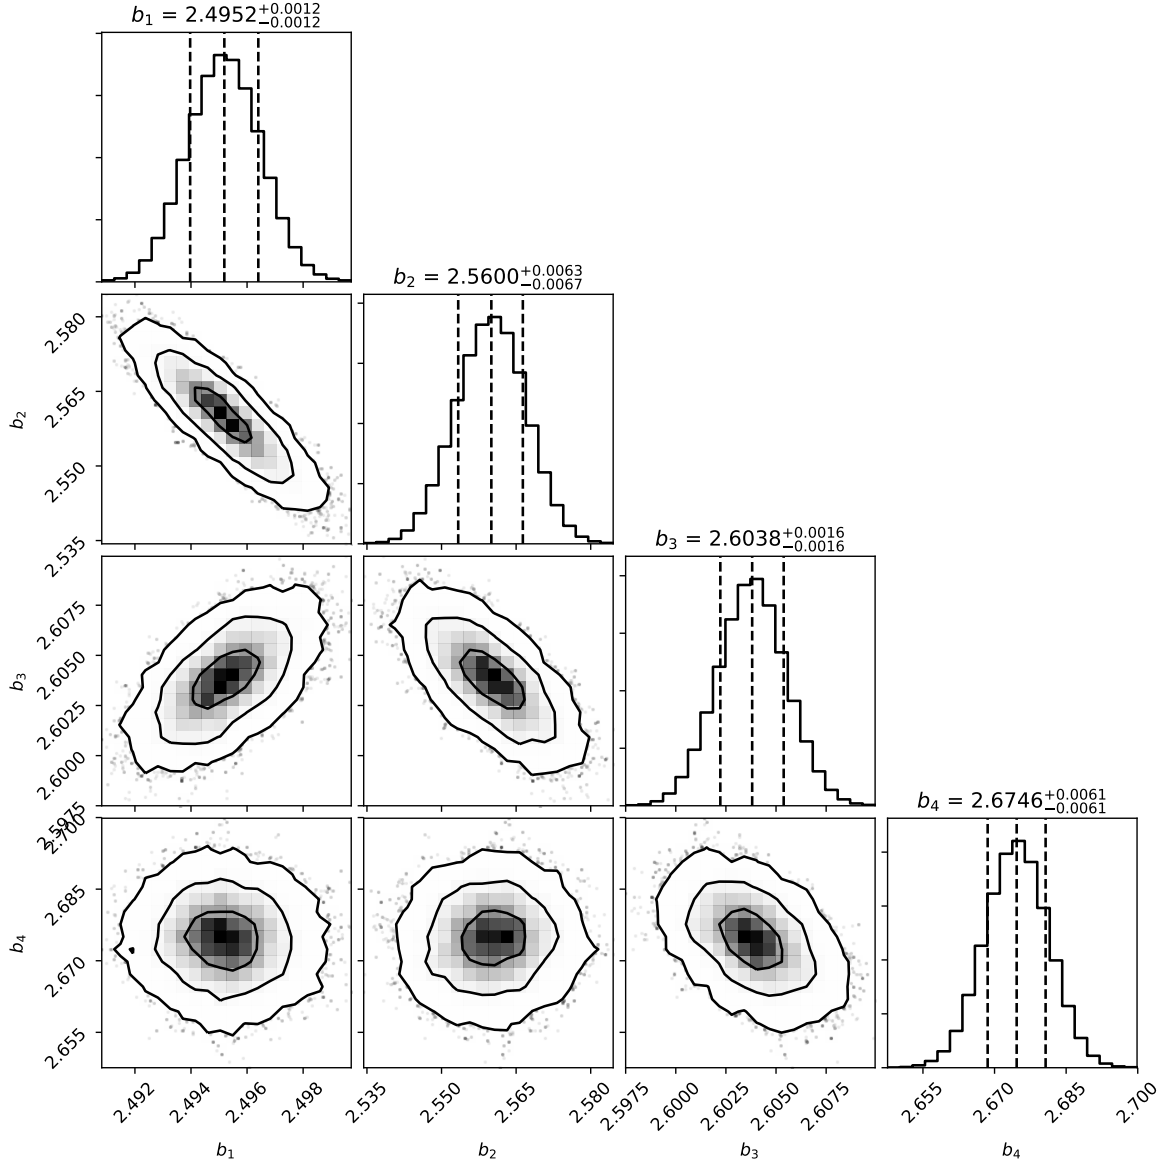 b₁ = 2.4952⁺⁰·⁰⁰¹²₋₀.₀₀₁₂
b₂ = 2.5600⁺⁰·⁰⁰⁶³₋₀.₀₀₆₇
2.580
2.565
2.550
2.535
b₂
b₃ = 2.6038⁺⁰·⁰⁰¹⁶₋₀.₀₀₁₆
2.6075
2.6050
2.6025
2.6000
2.5975
b₃
b₄ = 2.6746⁺⁰·⁰⁰⁶¹₋₀.₀₀₆₁
2.700
2.685
2.670
2.655
b₄
2.492 2.494 2.496 2.498 2.535 2.550 2.565 2.580 2.5975 2.6000 2.6025 2.6050 2.6075 2.655 2.670 2.685 2.700
b₁ b₂ b₃ b₄